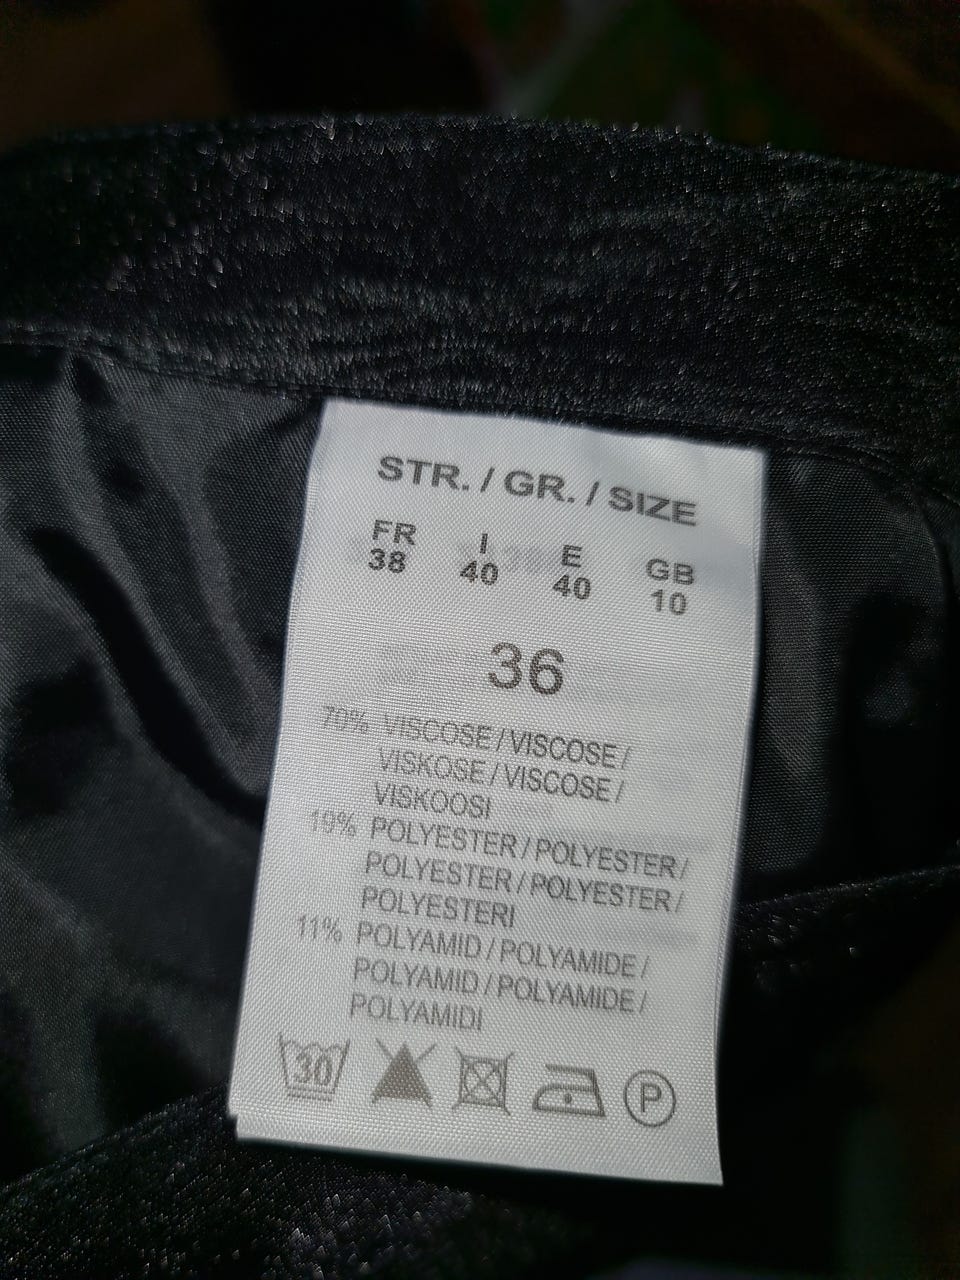 STR. / GR. / SIZE
FR I E GB
38 40 40 10
36
70% VISCOSE / VISCOSE /
VISKOSE / VISCOSE /
VISKOOSI
19% POLYESTER / POLYESTER /
POLYESTER / POLYESTER /
POLYESTERI
11% POLYAMID / POLYAMIDE /
POLYAMID / POLYAMIDE /
POLYAMIDI
30 P